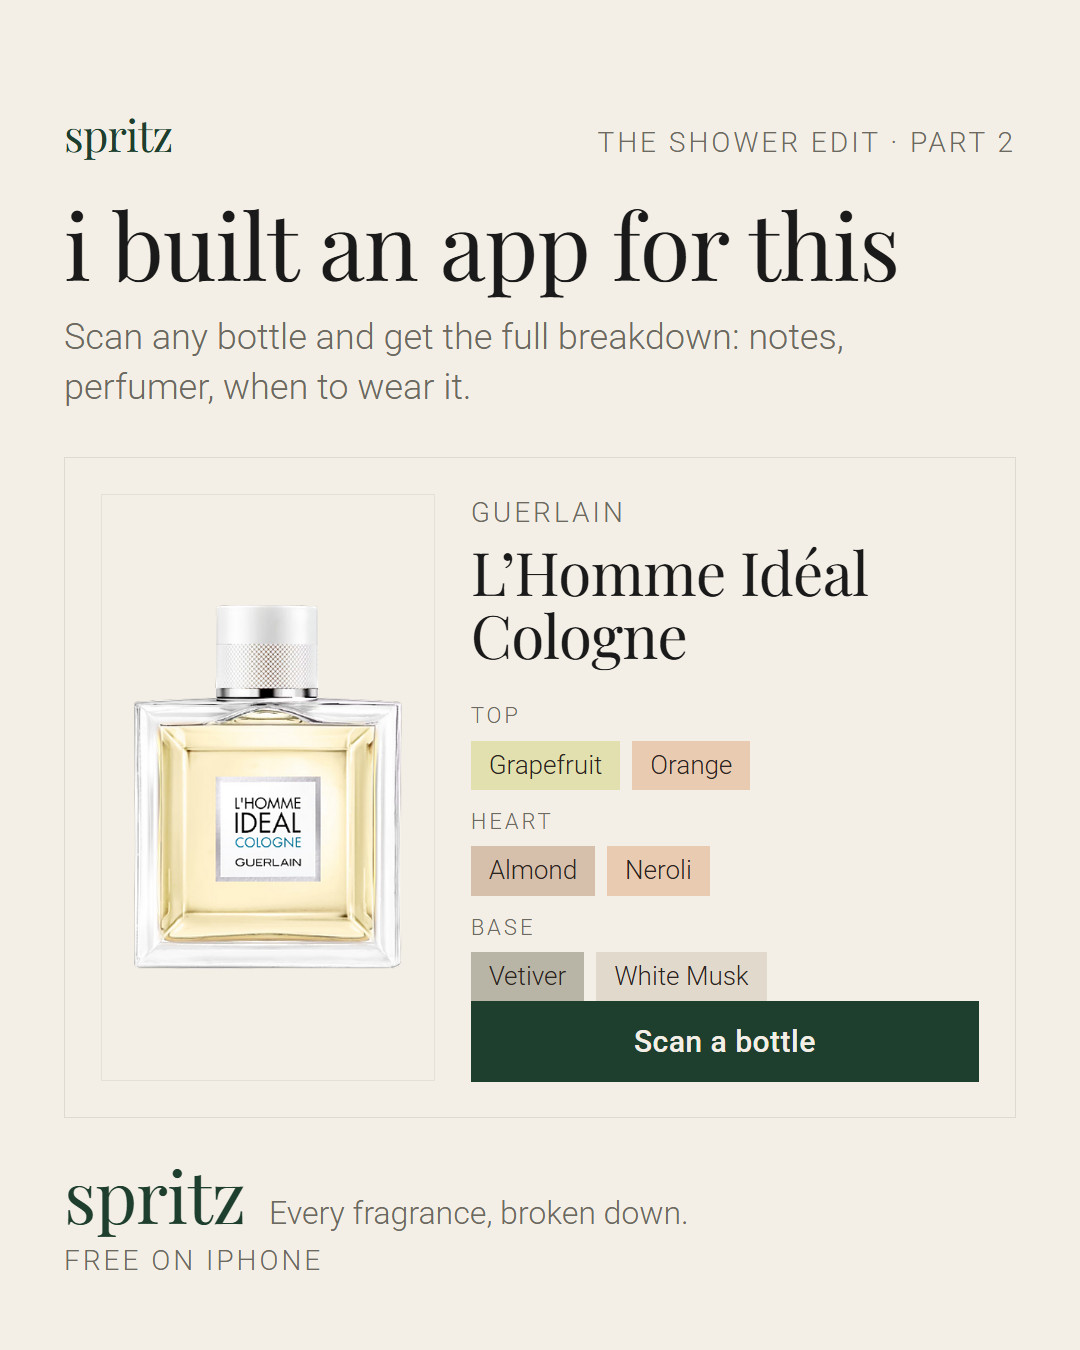 spritz
THE SHOWER EDIT · PART 2
i built an app for this
Scan any bottle and get the full breakdown: notes,
perfumer, when to wear it.
GUERLAIN
L’Homme Idéal
Cologne
TOP
Grapefruit Orange
HEART
Almond Neroli
BASE
Vetiver White Musk
Scan a bottle
L'HOMME
IDEAL
COLOGNE
GUERLAIN
spritz Every fragrance, broken down.
FREE ON IPHONE